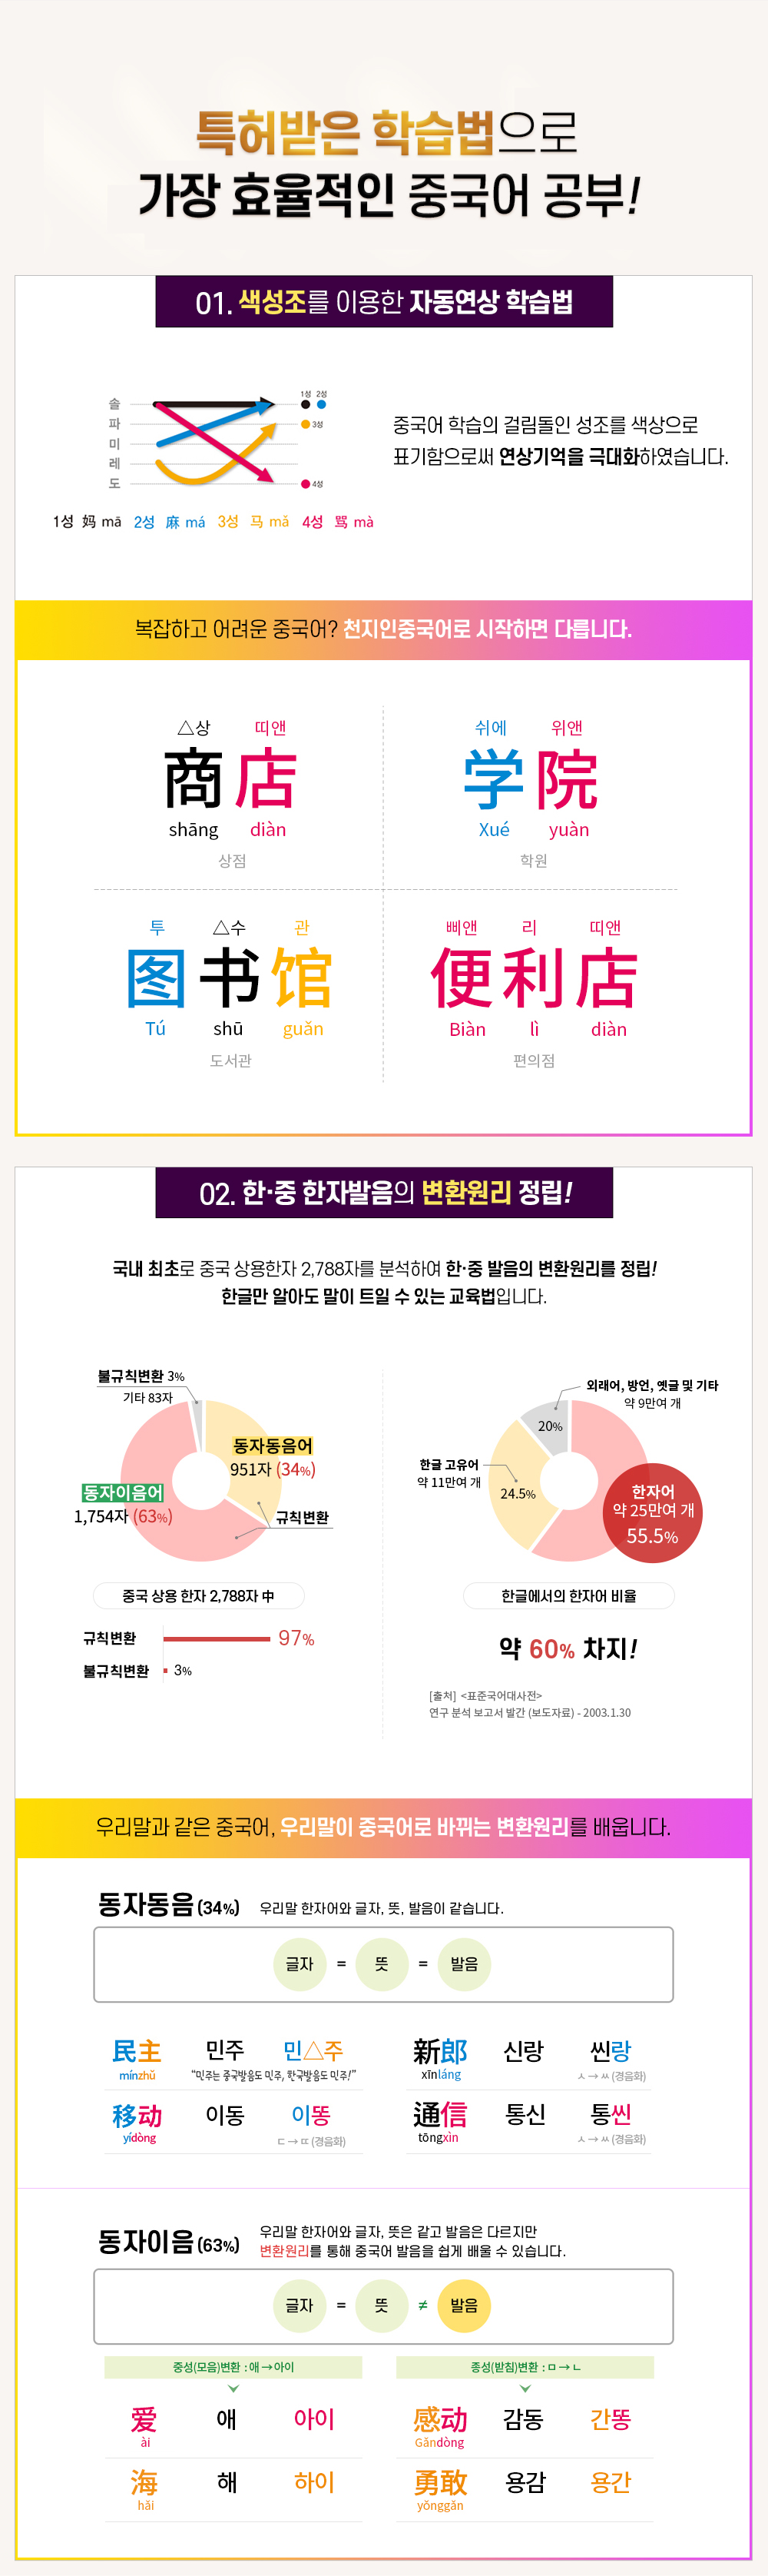 특허받은 학습법으로
가장 효율적인 중국어 공부!
01. 색성조를 이용한 자동연상 학습법
솔
파
미
레
도
1성 2성
3성
4성
1성 妈 mā 2성 麻 má 3성 马 mǎ 4성 骂 mà
중국어 학습의 걸림돌인 성조를 색상으로
표기함으로써 연상기억을 극대화하였습니다.
복잡하고 어려운 중국어? 천지인중국어로 시작하면 다릅니다.
△상 띠앤
商店
shāng diàn
상점
쉬에 위앤
学院
Xué yuàn
학원
투 △수 관
图书馆
Tú shū guǎn
도서관
삐앤 리 띠앤
便利店
Biàn lì diàn
편의점
02. 한·중 한자발음의 변환원리 정립!
국내 최초로 중국 상용한자 2,788자를 분석하여 한·중 발음의 변환원리를 정립!
한글만 알아도 말이 트일 수 있는 교육법입니다.
불규칙변환 3%
기타 83자
동자동음어
951자 (34%)
동자이음어
1,754자 (63%)
규칙변환
중국 상용 한자 2,788자 中
규칙변환 97%
불규칙변환 3%
외래어, 방언, 옛글 및 기타
약 9만여 개
20%
한글 고유어
약 11만여 개
24.5%
한자어
약 25만여 개
55.5%
한글에서의 한자어 비율
약 60% 차지!
[출처] <표준국어대사전>
연구 분석 보고서 발간 (보도자료) - 2003.1.30
우리말과 같은 중국어, 우리말이 중국어로 바뀌는 변환원리를 배웁니다.
동자동음(34%) 우리말 한자어와 글자, 뜻, 발음이 같습니다.
글자 = 뜻 = 발음
民主 민주 민△주
mínzhǔ "민주는 중국발음도 민주, 한국발음도 민주!"
新郎 신랑 씬랑
xīnláng ㅅ→ㅆ (경음화)
移动 이동 이똥
yídòng ㄷ→ㄸ (경음화)
通信 통신 통씬
tōngxìn ㅅ→ㅆ (경음화)
동자이음(63%) 우리말 한자어와 글자, 뜻은 같고 발음은 다르지만
변환원리를 통해 중국어 발음을 쉽게 배울 수 있습니다.
글자 = 뜻 ≠ 발음
중성(모음)변환 : 애→아이
爱 애 아이
ài
海 해 하이
hǎi
종성(받침)변환 : ㅁ→ㄴ
感动 감동 간똥
Gǎndòng
勇敢 용감 용간
yǒnggǎn